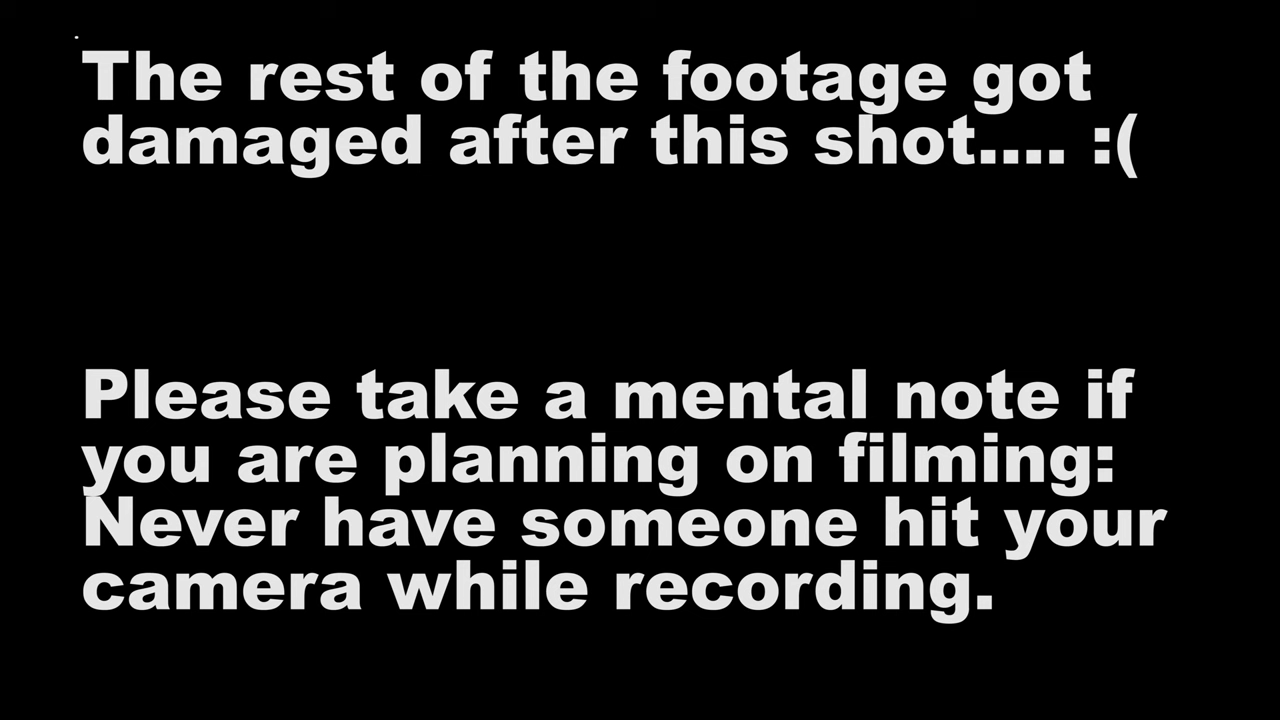 The rest of the footage got
damaged after this shot.... :(
Please take a mental note if
you are planning on filming:
Never have someone hit your
camera while recording.